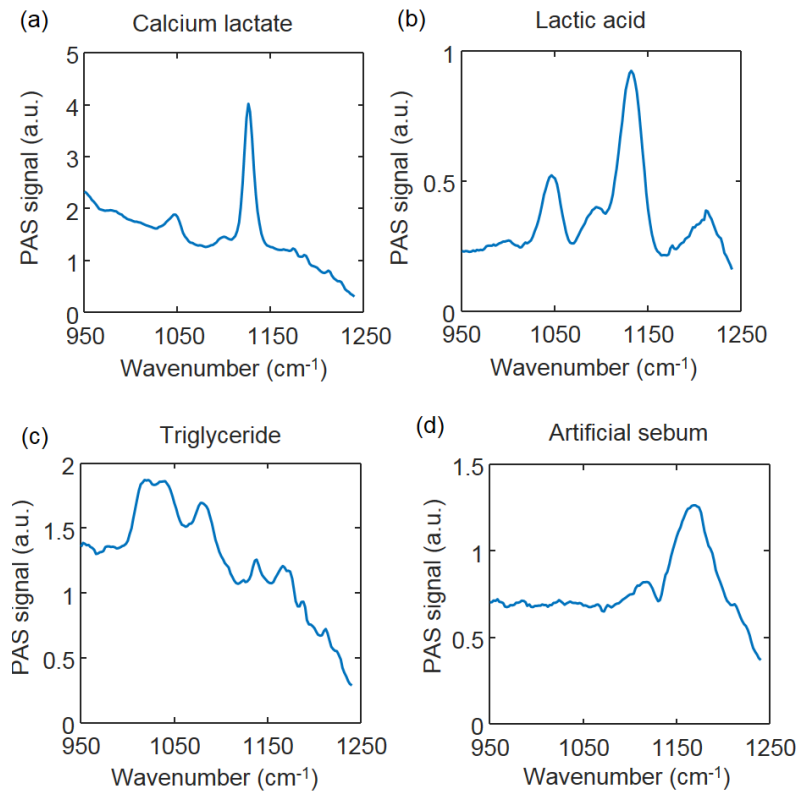 (a) Calcium lactate
5
4
3
2
1
0
950 1050 1150 1250
PAS signal (a.u.)
Wavenumber (cm⁻¹)
(b) Lactic acid
1
0.5
0
950 1050 1150 1250
PAS signal (a.u.)
Wavenumber (cm⁻¹)
(c) Triglyceride
2
1.5
1
0.5
0
950 1050 1150 1250
PAS signal (a.u.)
Wavenumber (cm⁻¹)
(d) Artificial sebum
1.5
1
0.5
0
950 1050 1150 1250
PAS signal (a.u.)
Wavenumber (cm⁻¹)